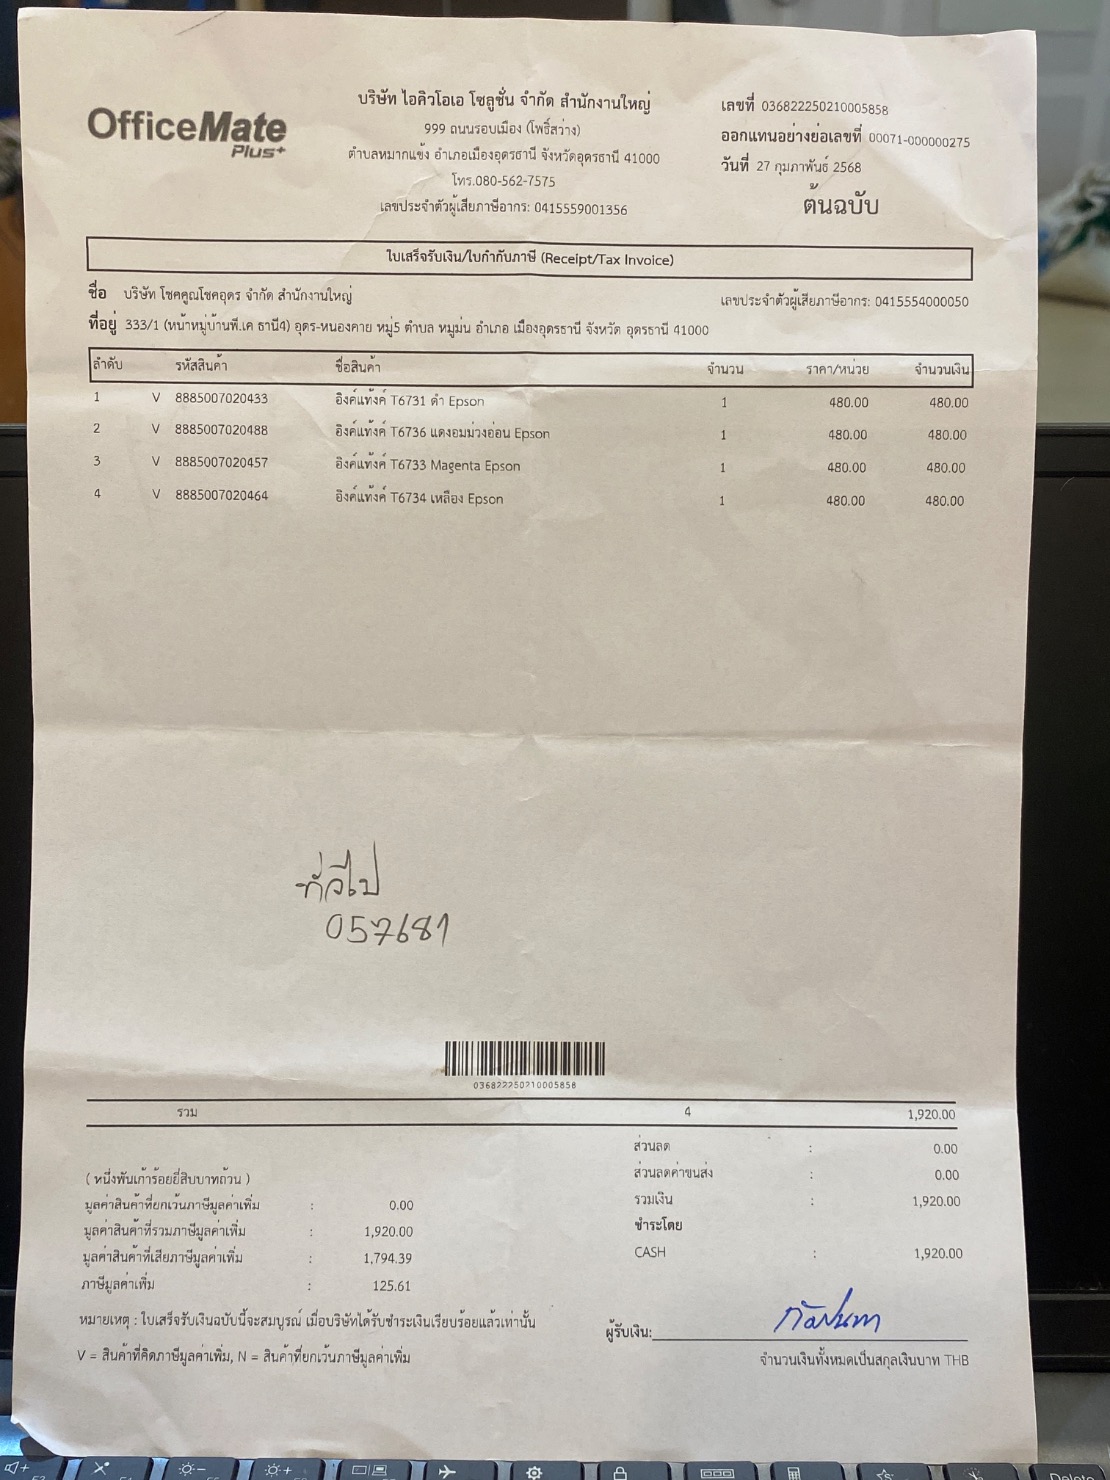 OfficeMate
Plus+
บริษัท ไอคิวโอเอ โซลูชั่น จำกัด สำนักงานใหญ่
999 ถนนรอบเมือง (โพธิ์สว่าง)
ตำบลหมากแข้ง อำเภอเมืองอุดรธานี จังหวัดอุดรธานี 41000
โทร.080-562-7575
เลขประจำตัวผู้เสียภาษีอากร: 0415559001356
เลขที่ 036822250210005858
ออกแทนอย่างย่อเลขที่ 00071-000000275
วันที่ 27 กุมภาพันธ์ 2568
ต้นฉบับ
ใบเสร็จรับเงิน/ใบกำกับภาษี (Receipt/Tax Invoice)
ชื่อ บริษัท โชคคูณโชคอุดร จำกัด สำนักงานใหญ่ เลขประจำตัวผู้เสียภาษีอากร: 0415554000050
ที่อยู่ 333/1 (หน้าหมู่บ้านพี.เค ธานี4) อุดร-หนองคาย หมู่5 ตำบล หมูม่น อำเภอ เมืองอุดรธานี จังหวัด อุดรธานี 41000
ลำดับ รหัสสินค้า ชื่อสินค้า จำนวน ราคา/หน่วย จำนวนเงิน
1 V 8885007020433 อิงค์แท้งค์ T6731 ดำ Epson 1 480.00 480.00
2 V 8885007020488 อิงค์แท้งค์ T6736 แดงอมม่วงอ่อน Epson 1 480.00 480.00
3 V 8885007020457 อิงค์แท้งค์ T6733 Magenta Epson 1 480.00 480.00
4 V 8885007020464 อิงค์แท้งค์ T6734 เหลือง Epson 1 480.00 480.00
ทั่วไป
057681
036822250210005858
รวม 4 1,920.00
ส่วนลด : 0.00
ส่วนลดค่าขนส่ง : 0.00
รวมเงิน : 1,920.00
ชำระโดย
CASH : 1,920.00
( หนึ่งพันเก้าร้อยยี่สิบบาทถ้วน )
มูลค่าสินค้าที่ยกเว้นภาษีมูลค่าเพิ่ม : 0.00
มูลค่าสินค้าที่รวมภาษีมูลค่าเพิ่ม : 1,920.00
มูลค่าสินค้าที่เสียภาษีมูลค่าเพิ่ม : 1,794.39
ภาษีมูลค่าเพิ่ม : 125.61
หมายเหตุ : ใบเสร็จรับเงินฉบับนี้จะสมบูรณ์ เมื่อบริษัทได้รับชำระเงินเรียบร้อยแล้วเท่านั้น
V = สินค้าที่คิดภาษีมูลค่าเพิ่ม, N = สินค้าที่ยกเว้นภาษีมูลค่าเพิ่ม
ผู้รับเงิน:
จำนวนเงินทั้งหมดเป็นสกุลเงินบาท THB
Delete